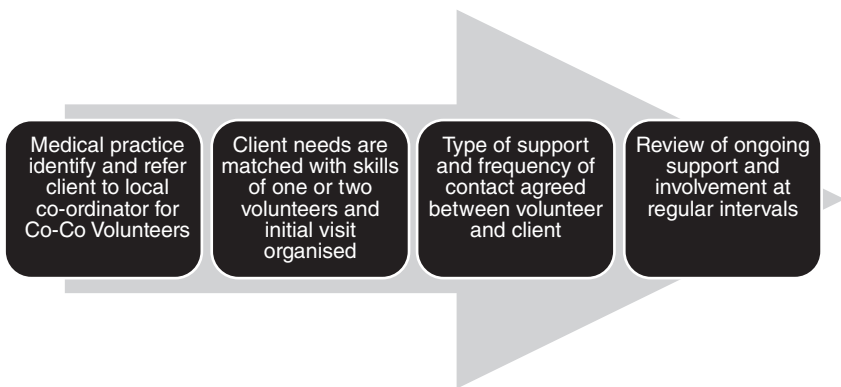 Medical practice
identify and refer
client to local
co-ordinator for
Co-Co Volunteers
Client needs are
matched with skills
of one or two
volunteers and
initial visit
organised
Type of support
and frequency of
contact agreed
between volunteer
and client
Review of ongoing
support and
involvement at
regular intervals